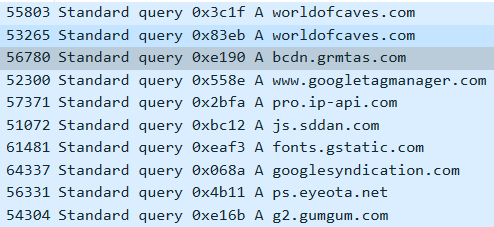 55803 Standard query 0x3c1f A worldofcaves.com
53265 Standard query 0x83eb A worldofcaves.com
56780 Standard query 0xe190 A bcdn.grmtas.com
52300 Standard query 0x558e A www.googletagmanager.com
57371 Standard query 0x2bfa A pro.ip-api.com
51072 Standard query 0xbc12 A js.sddan.com
61481 Standard query 0xeaf3 A fonts.gstatic.com
64337 Standard query 0x068a A googlesyndication.com
56331 Standard query 0x4b11 A ps.eyeota.net
54304 Standard query 0xe16b A g2.gumgum.com